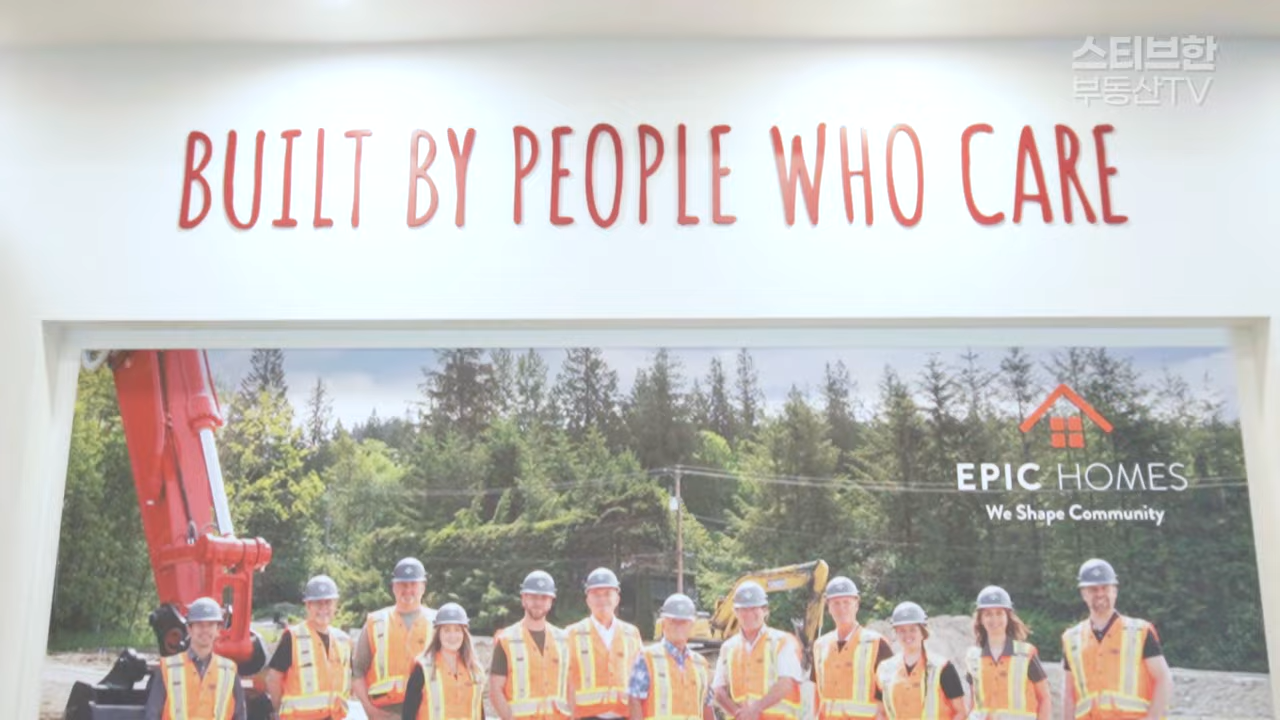 스티브한
부동산TV
BUILT BY PEOPLE WHO CARE
EPIC HOMES
We Shape Community